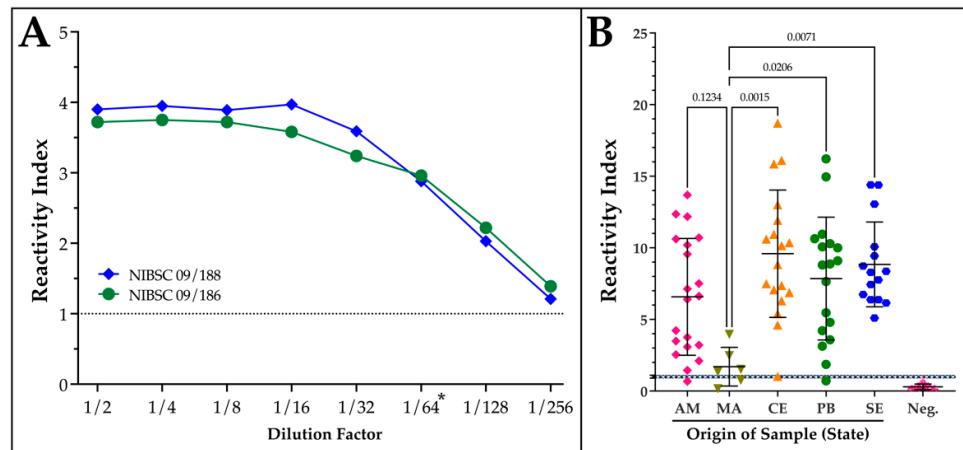 A
5
4
3
2
1
0
Reactivity Index
NIBSC 09/188
NIBSC 09/186
1/2 1/4 1/8 1/16 1/32 1/64* 1/128 1/256
Dilution Factor
B
25
20
15
10
5
0
Reactivity Index
0.0071
0.0206
0.1234 0.0015
AM MA CE PB SE Neg.
Origin of Sample (State)